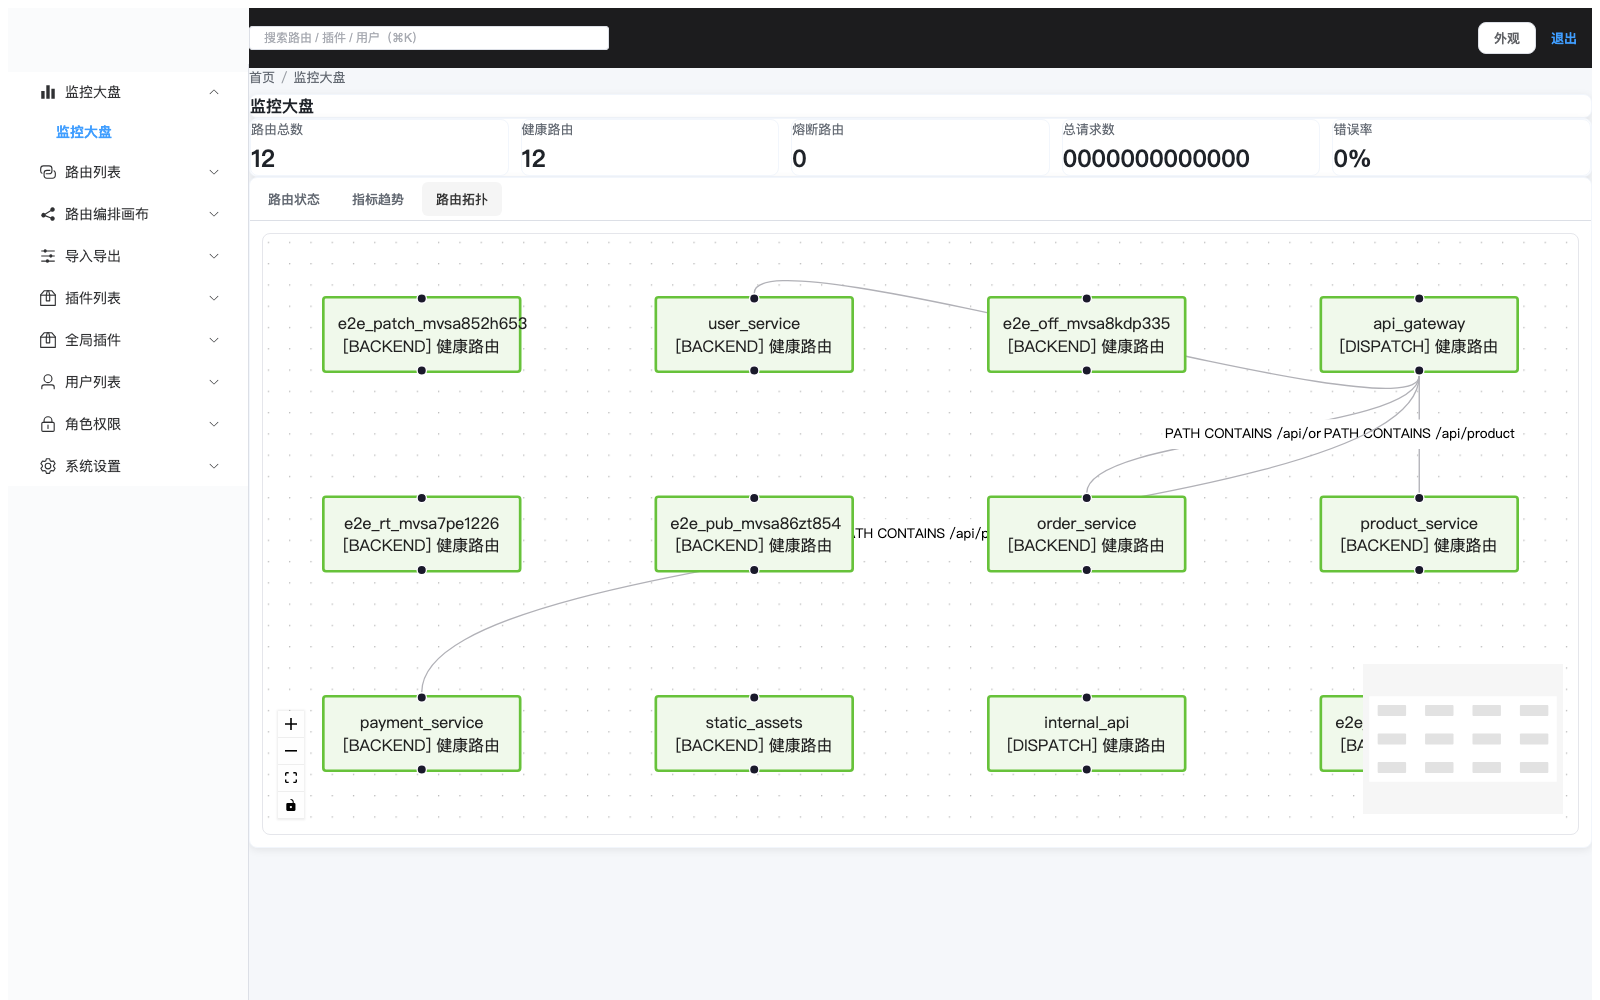 搜索路由 / 插件 / 用户（⌘K）
外观
退出
监控大盘
监控大盘
路由列表
路由编排画布
导入导出
插件列表
全局插件
用户列表
角色权限
系统设置
首页 / 监控大盘
监控大盘
路由总数
12
健康路由
12
熔断路由
0
总请求数
0000000000000
错误率
0%
路由状态
指标趋势
路由拓扑
e2e_patch_mvsa852h653
[BACKEND] 健康路由
user_service
[BACKEND] 健康路由
e2e_off_mvsa8kdp335
[BACKEND] 健康路由
api_gateway
[DISPATCH] 健康路由
PATH CONTAINS /api/or
PATH CONTAINS /api/product
e2e_rt_mvsa7pe1226
[BACKEND] 健康路由
e2e_pub_mvsa86zt854
[BACKEND] 健康路由
CONTAINS
order_service
[BACKEND] 健康路由
product_service
[BACKEND] 健康路由
payment_service
[BACKEND] 健康路由
static_assets
[BACKEND] 健康路由
internal_api
[DISPATCH] 健康路由